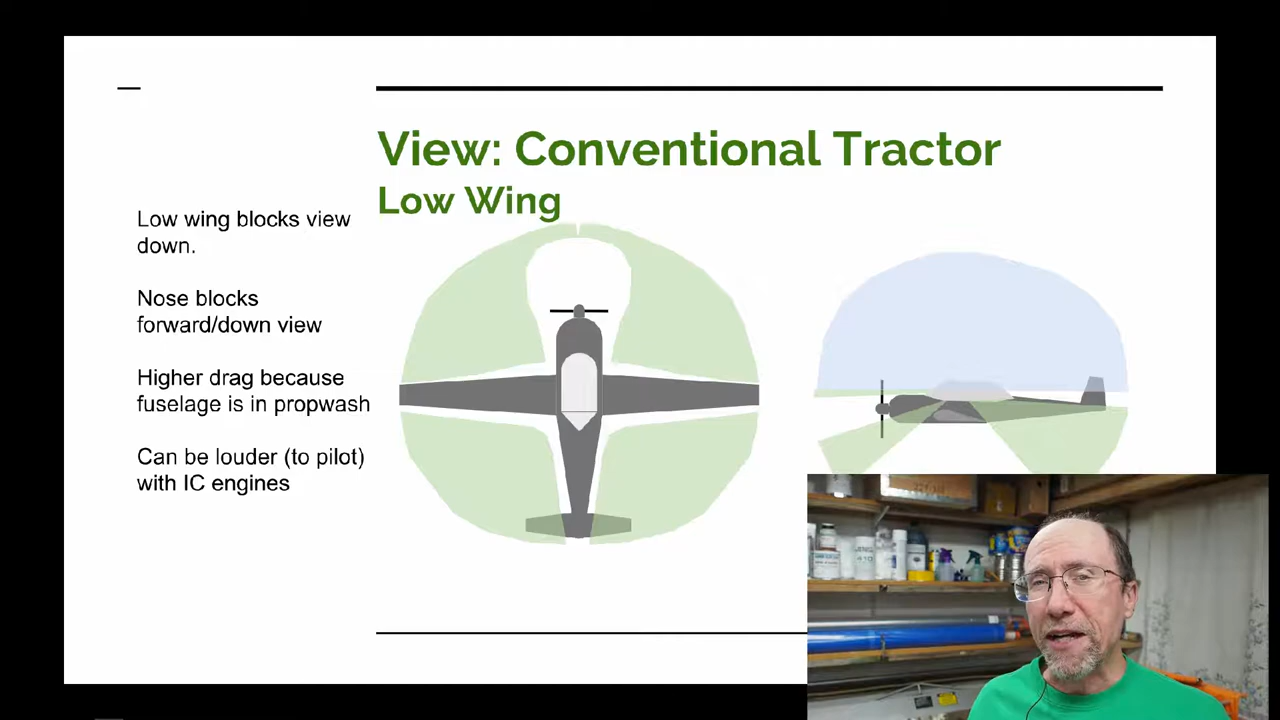 View: Conventional Tractor
Low Wing
Low wing blocks view
down.
Nose blocks
forward/down view
Higher drag because
fuselage is in propwash
Can be louder (to pilot)
with IC engines